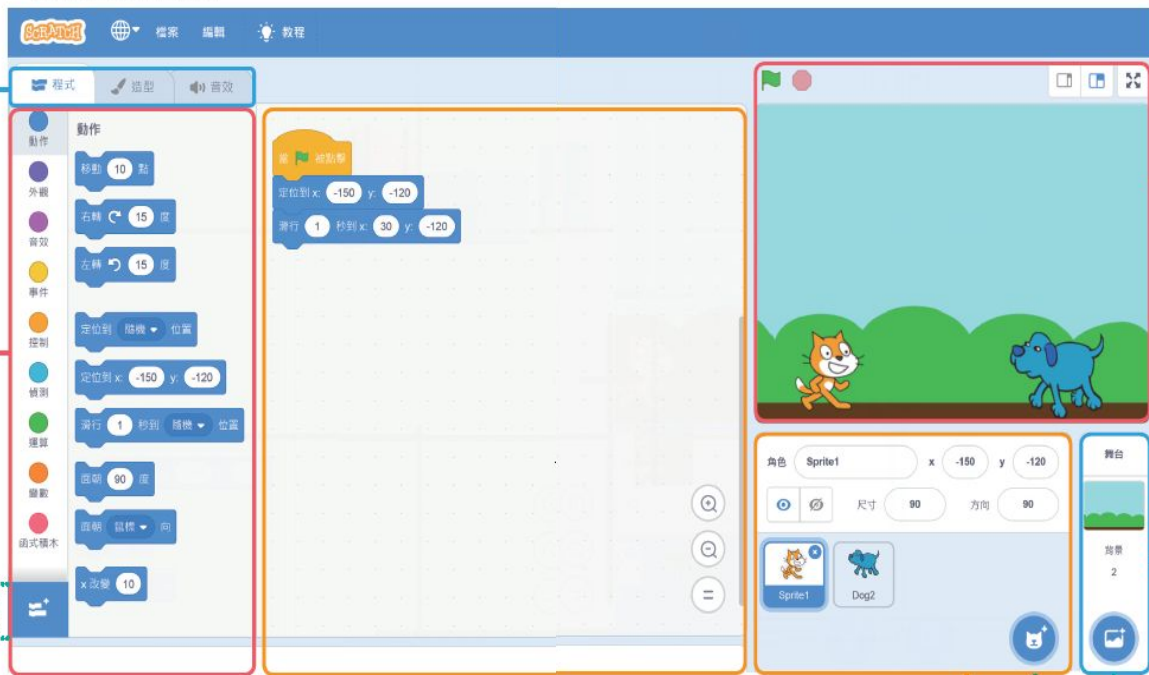 SCRATCH 檔案 編輯 教程
程式 造型 音效
動作
外觀
音效
事件
控制
偵測
運算
變數
函式積木
動作
移動 10 點
右轉 15 度
左轉 15 度
定位到 隨機 位置
定位到 x: -150 y: -120
滑行 1 秒到 隨機 位置
面朝 90 度
面朝 鼠標 向
x 改變 10
當 被點擊
定位到 x: -150 y: -120
滑行 1 秒到 x: 30 y: -120
角色 Sprite1 x -150 y -120
尺寸 90 方向 90
Sprite1 Dog2
舞台
背景
2